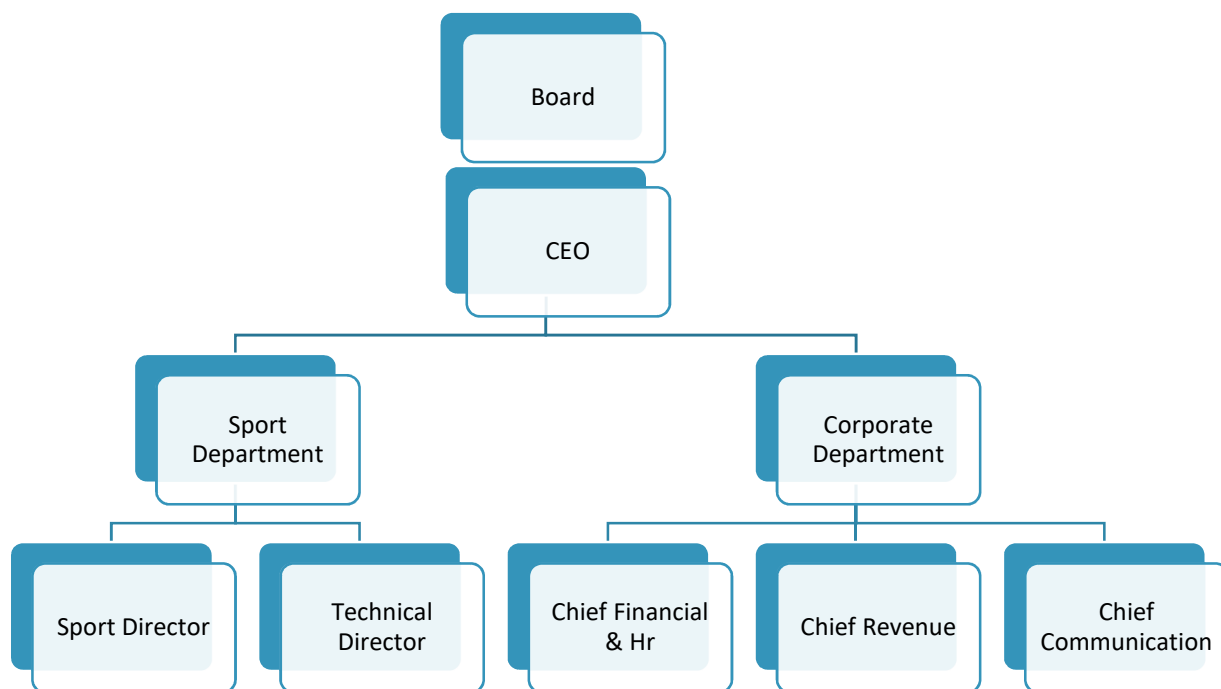 Board
CEO
Sport
Department
Corporate
Department
Sport Director
Technical
Director
Chief Financial
& Hr
Chief Revenue
Chief
Communication